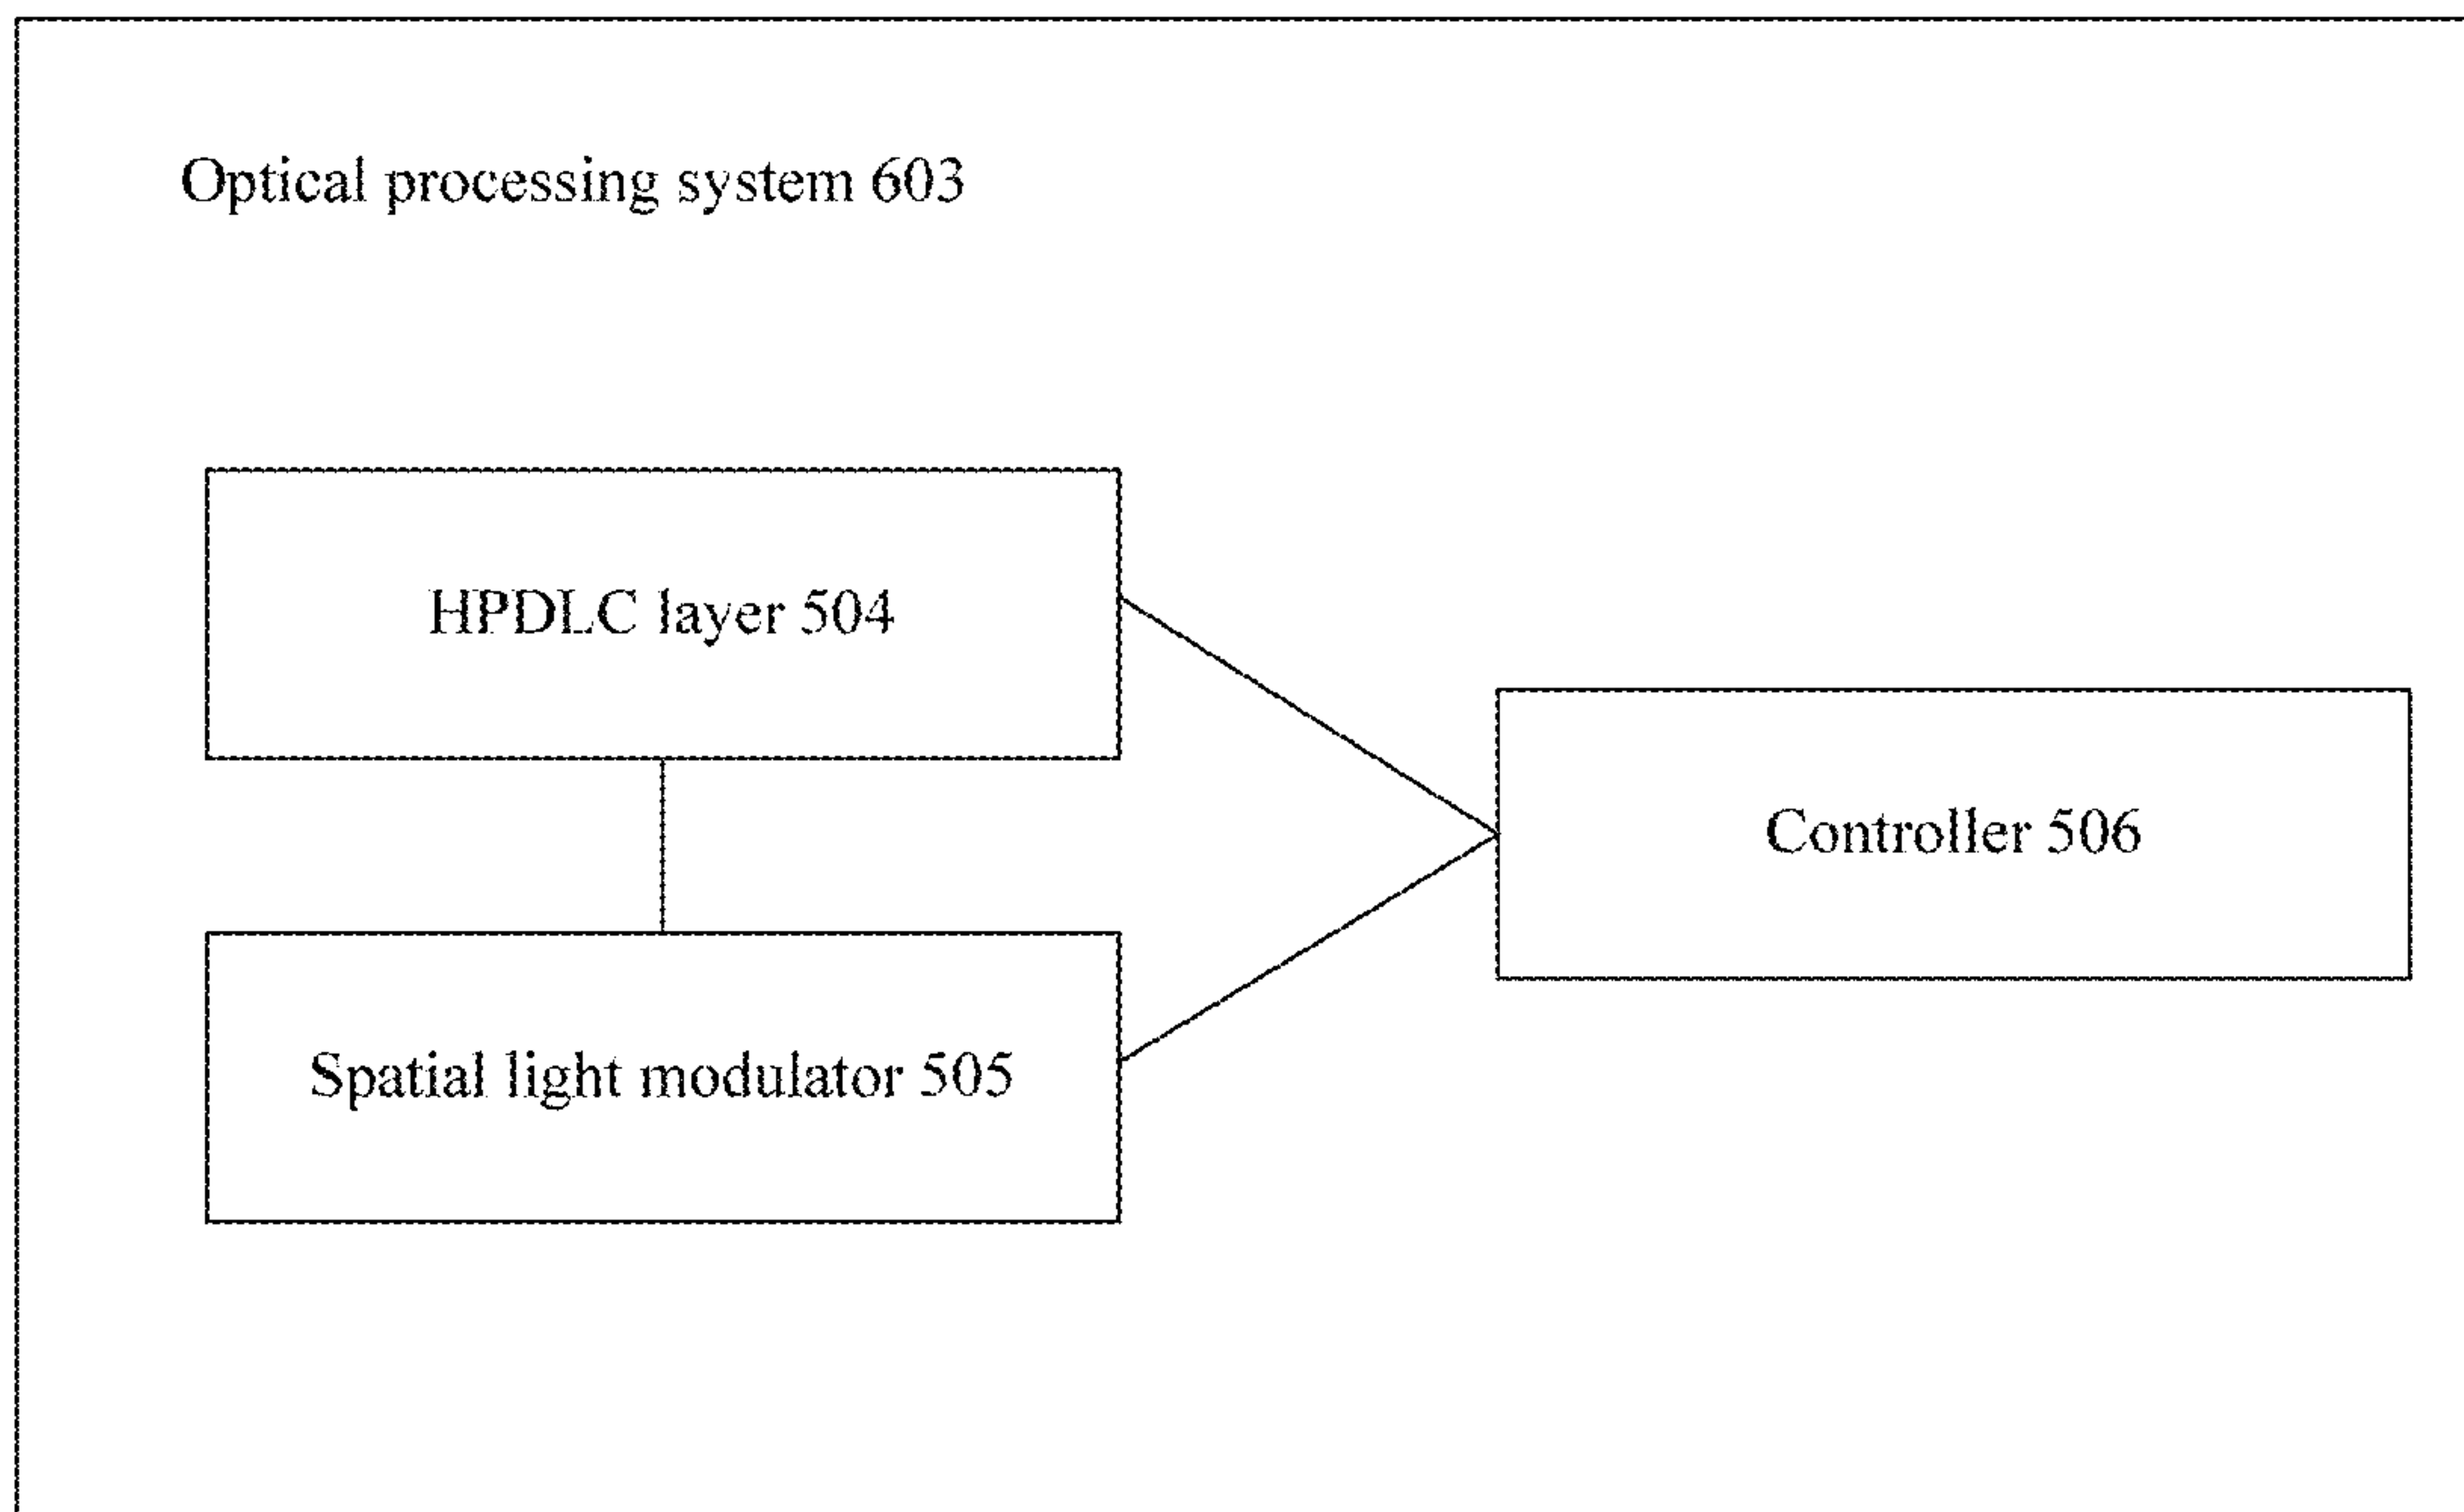 Optical processing system 603
HPDLC layer 504
Controller 506
Spatial light modulator 505